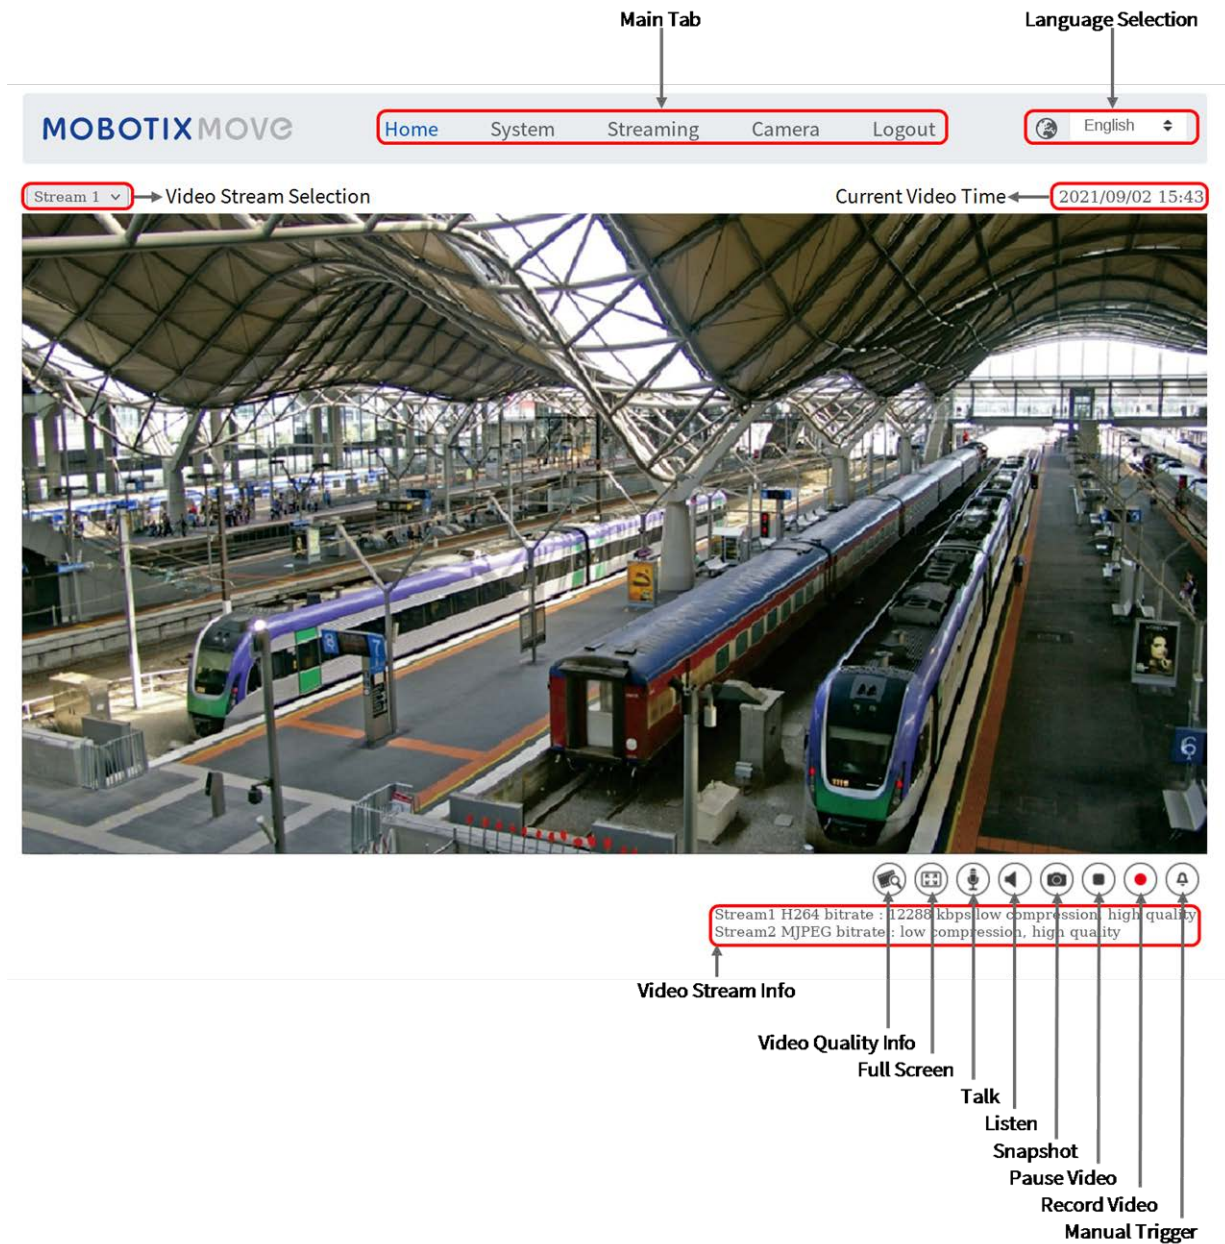 Main Tab
Language Selection
MOBOTIX MOVE
Home System Streaming Camera Logout
English
Stream 1
Video Stream Selection
Current Video Time
2021/09/02 15:43
8
7
6
Stream1 H264 bitrate : 12288 kbps low compression, high quality
Stream2 MJPEG bitrate : low compression, high quality
Video Stream Info
Video Quality Info
Full Screen
Talk
Listen
Snapshot
Pause Video
Record Video
Manual Trigger